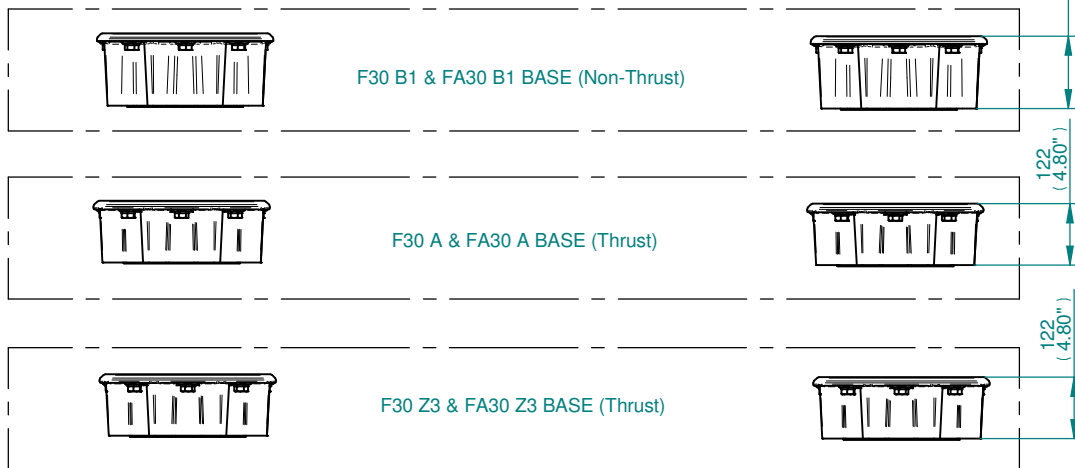 F30 B1 & FA30 B1 BASE (Non-Thrust)
122
( 4.80" )
F30 A & FA30 A BASE (Thrust)
122
( 4.80" )
F30 Z3 & FA30 Z3 BASE (Thrust)